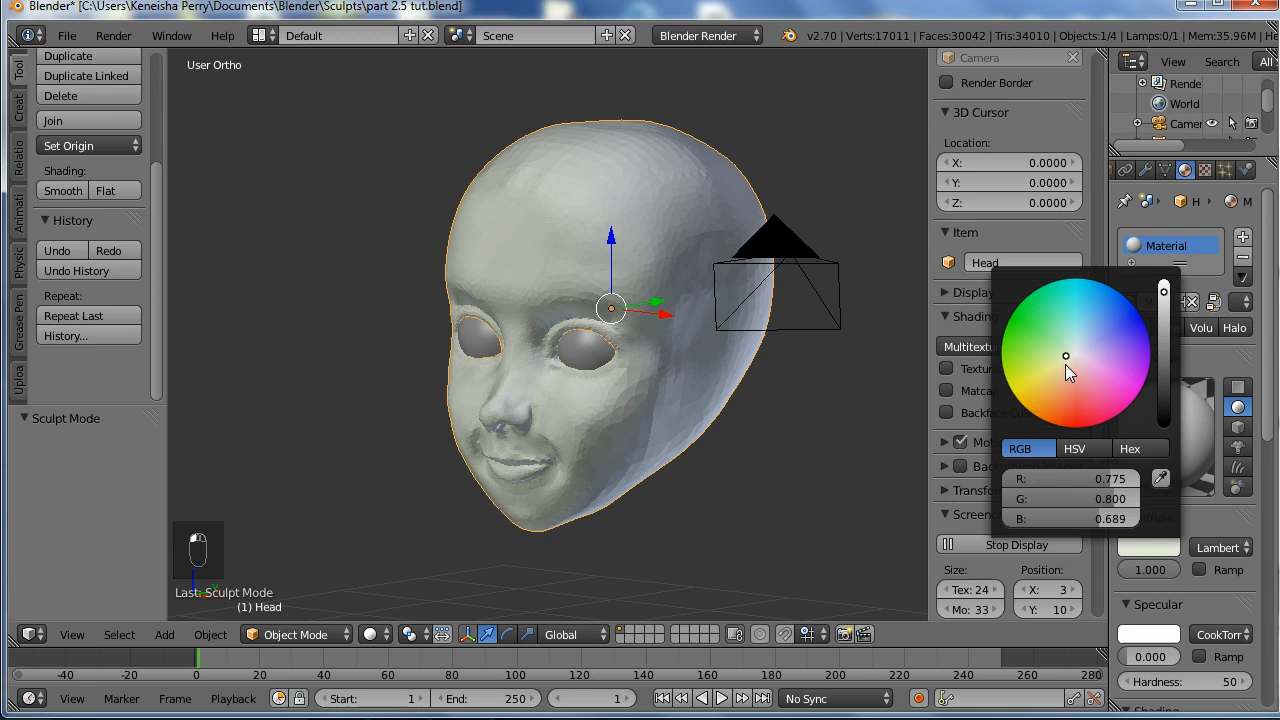 Blender* [C:\Users\Keneisha Perry\Documents\Blender\Sculpts\part 2.5 tut.blend]
File Render Window Help Default Scene Blender Render v2.70 | Verts:17011 | Faces:30042 | Tris:34010 | Objects:1/4 | Lamps:0/1 | Mem:35.96M | He
Tool
Creat
Relatio
Animati
Physic
Grease Pen
Uploa
Duplicate
Duplicate Linked
Delete
Join
Set Origin
Shading:
Smooth Flat
History
Undo Redo
Undo History
Repeat:
Repeat Last
History...
Sculpt Mode
User Ortho
Last: Sculpt Mode
(1) Head
Camera
Render Border
3D Cursor
Location:
X: 0.0000
Y: 0.0000
Z: 0.0000
Item
Head
Display
Shading
Multitextu
Texture
Matcap
Backface Cu
Mot
Transfor
Screenc
Stop Display
Size: Position:
Tex: 24 X: 3
Mo: 33 Y: 10
View Search All
Rende
World
Camer
H M
Material
Volu Halo
RGB HSV Hex
R: 0.775
G: 0.800
B: 0.689
Lambert
1.000 Ramp
Specular
CookTorr
0.000 Ramp
Hardness: 50
View Select Add Object Object Mode Global
-40 -20 0 20 40 60 80 100 120 140 160 180 200 220 240 260 280
View Marker Frame Playback Start: 1 End: 250 1 No Sync